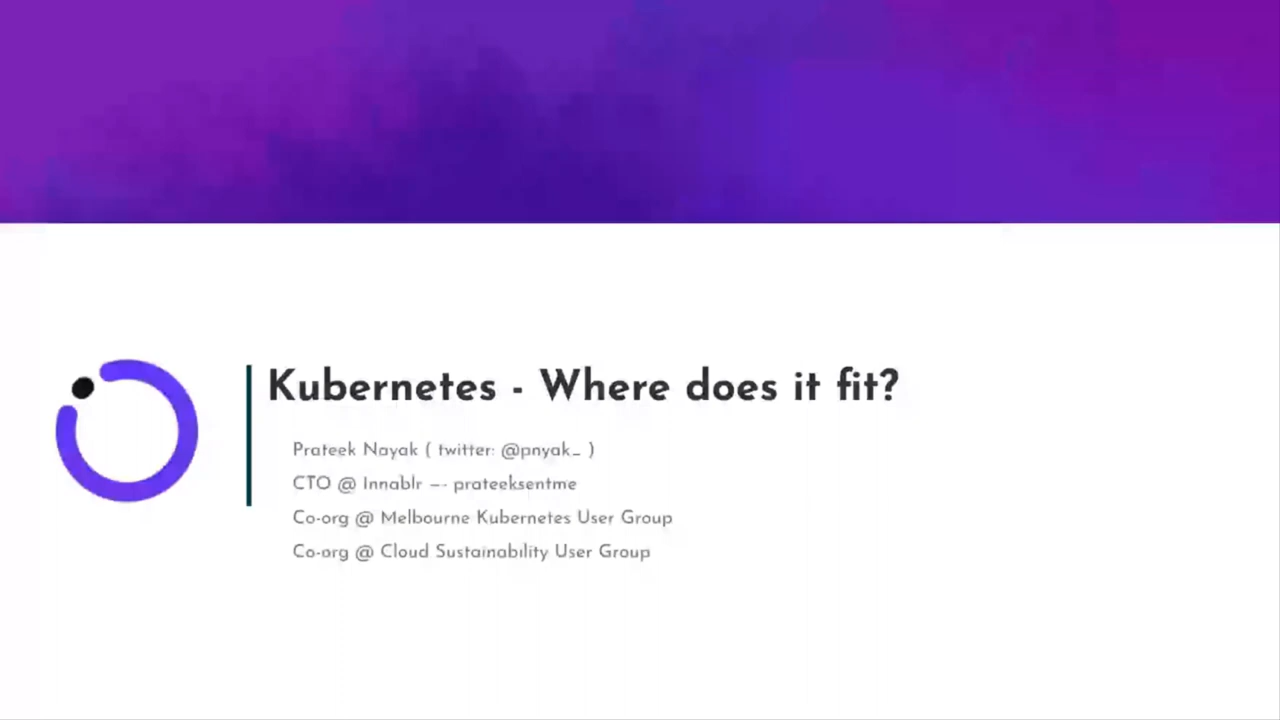 Kubernetes - Where does it fit?
Prateek Nayak ( twitter: @pnyak_ )
CTO @ Innablr –- prateeksentme
Co-org @ Melbourne Kubernetes User Group
Co-org @ Cloud Sustainability User Group